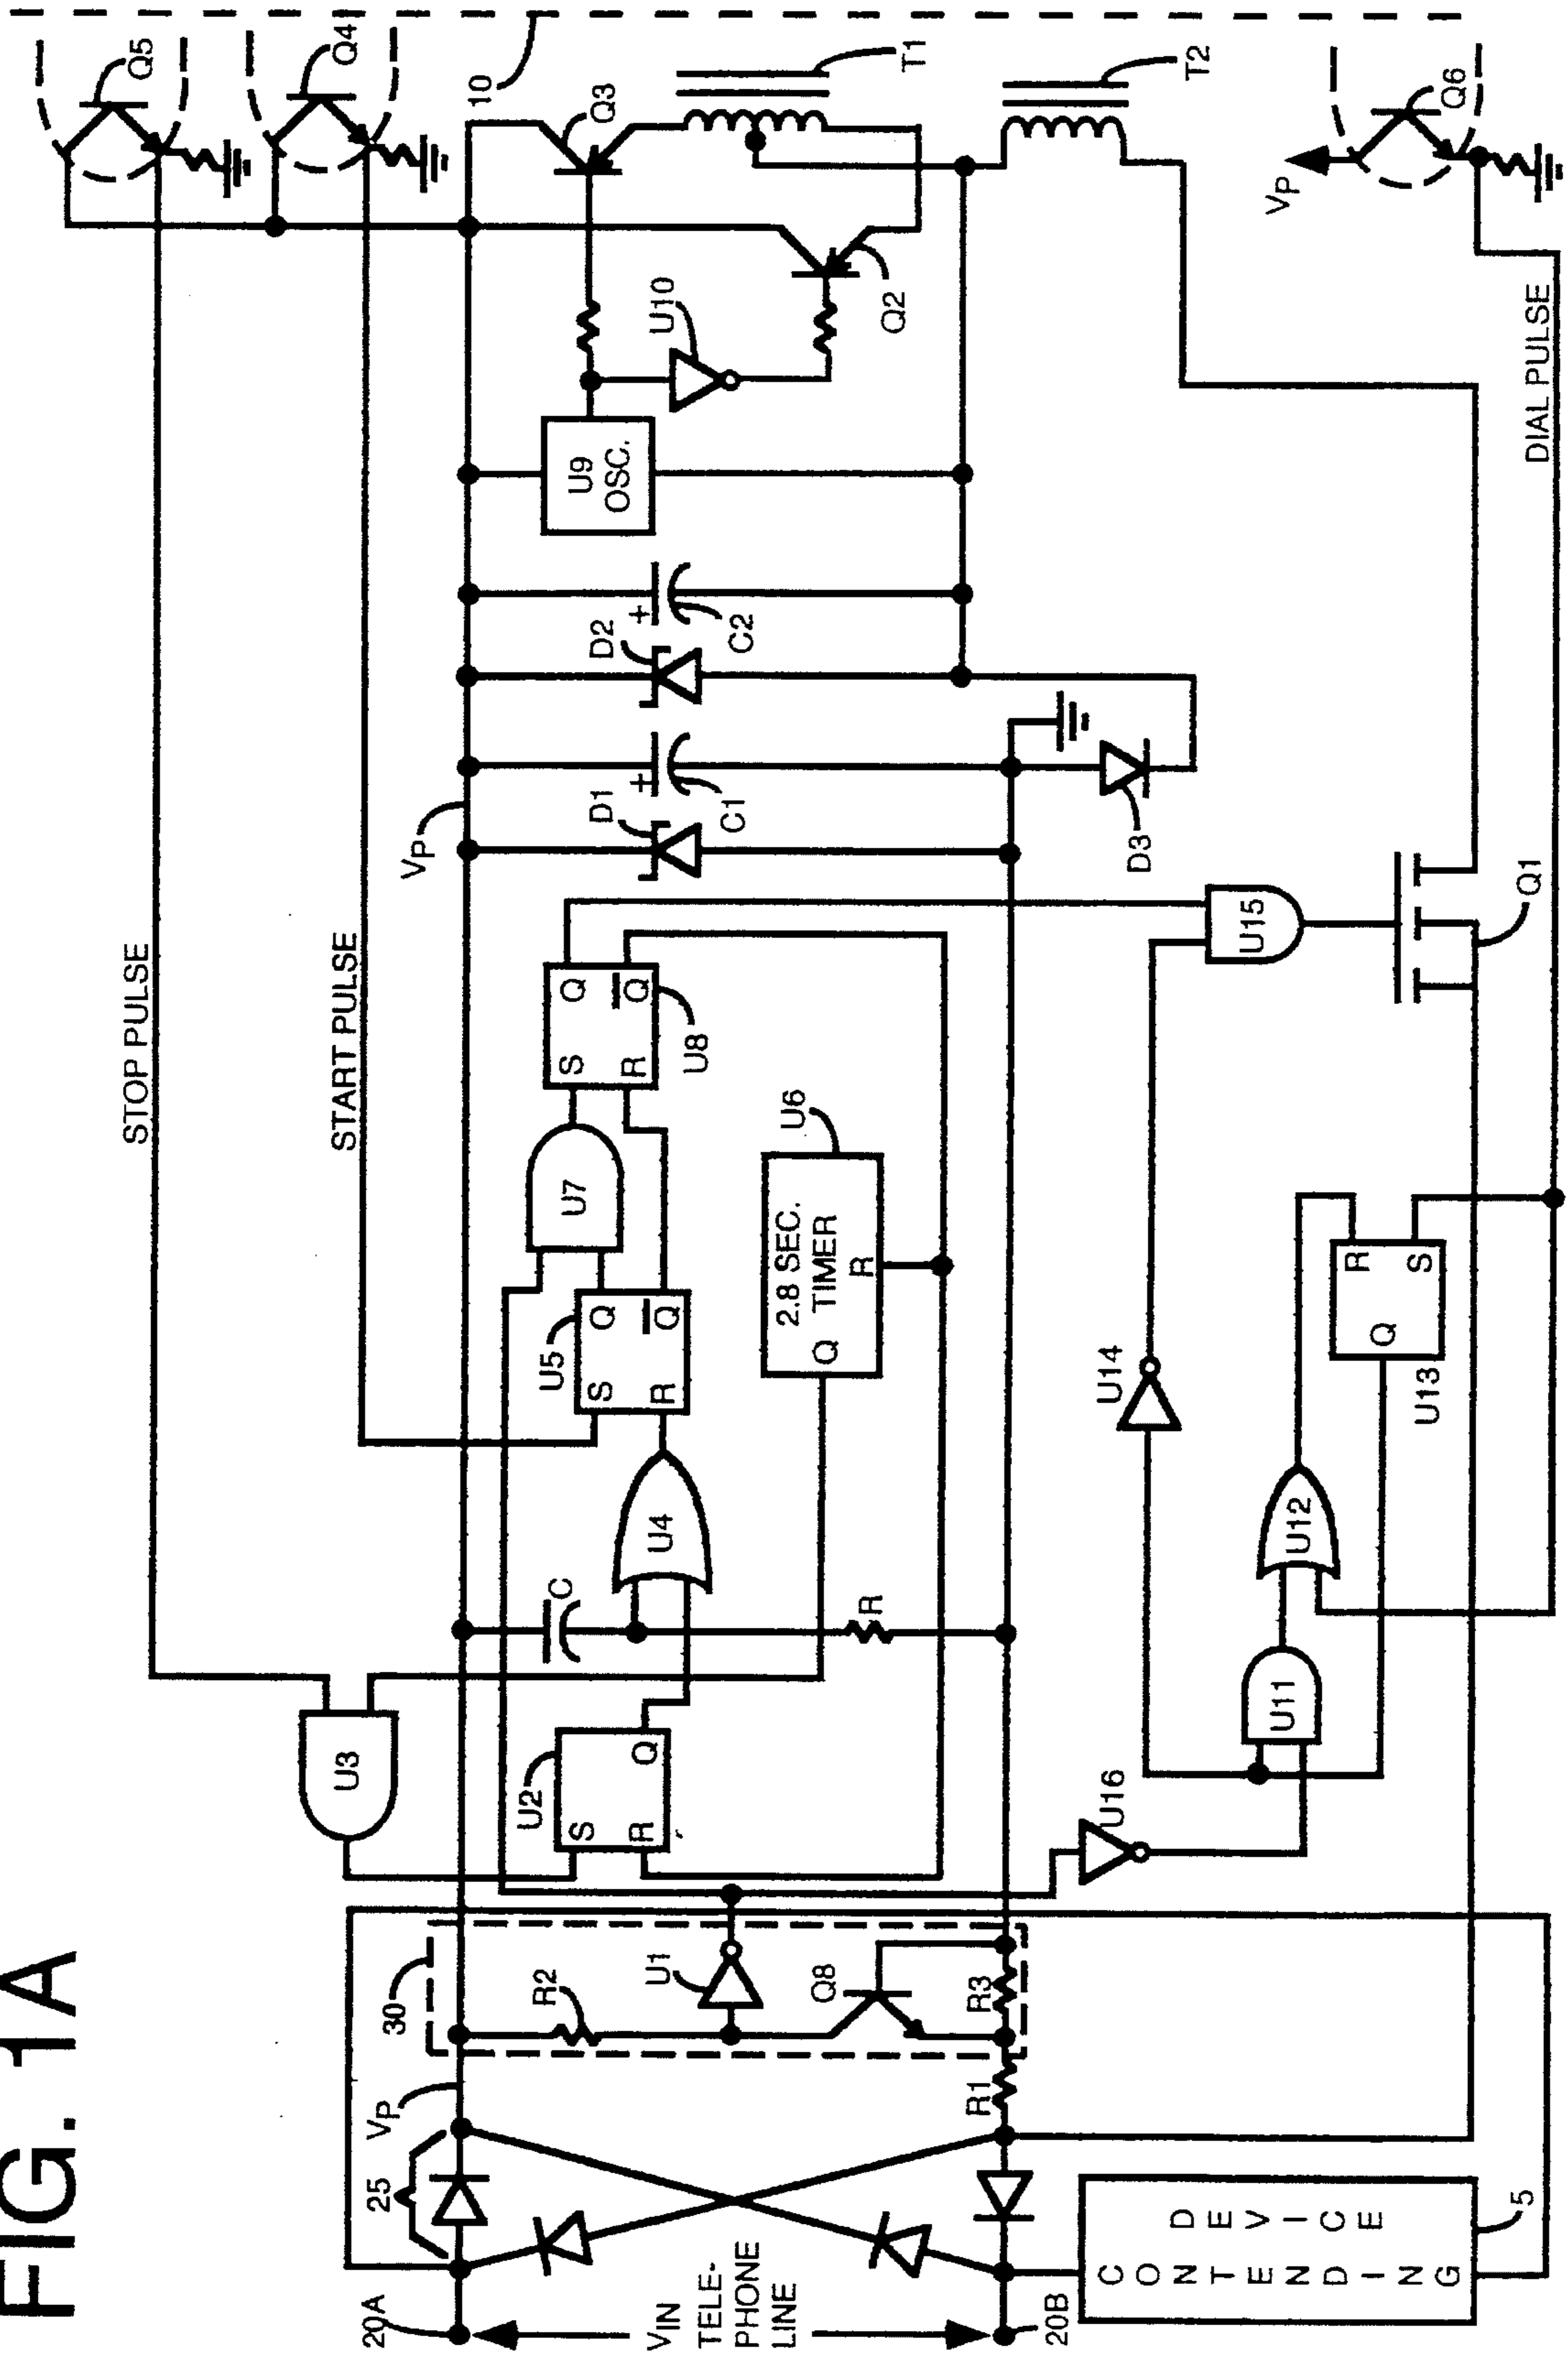 FIG. 1A
STOP PULSE
START PULSE
Q5
Q4
10
Q3
T1
T2
VP
Q6
U10
Q2
U9
OSC.
DIAL PULSE
+
D2
C2
+
D1
C1
VP
D3
Q
Q
S
R
U8
U7
U6
2.8 SEC.
TIMER
Q
R
U15
Q1
U5
S
R
Q
Q
U4
U14
R
S
Q
U13
U12
U11
C
R
U3
U2
S
R
Q
U16
30
R2
U1
Q8
R3
R1
VP
25
20A
VIN
TELE-
PHONE
LINE
20B
CONTENDING
DEVICE
5